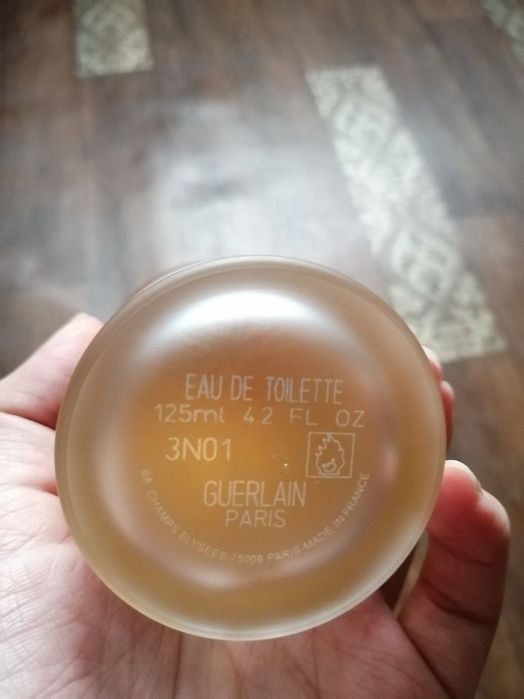 EAU DE TOILETTE
125ml 4.2 FL OZ
3N01
GUERLAIN
PARIS
68 CHAMPS ELYSEES-75008 PARIS-MADE IN FRANCE